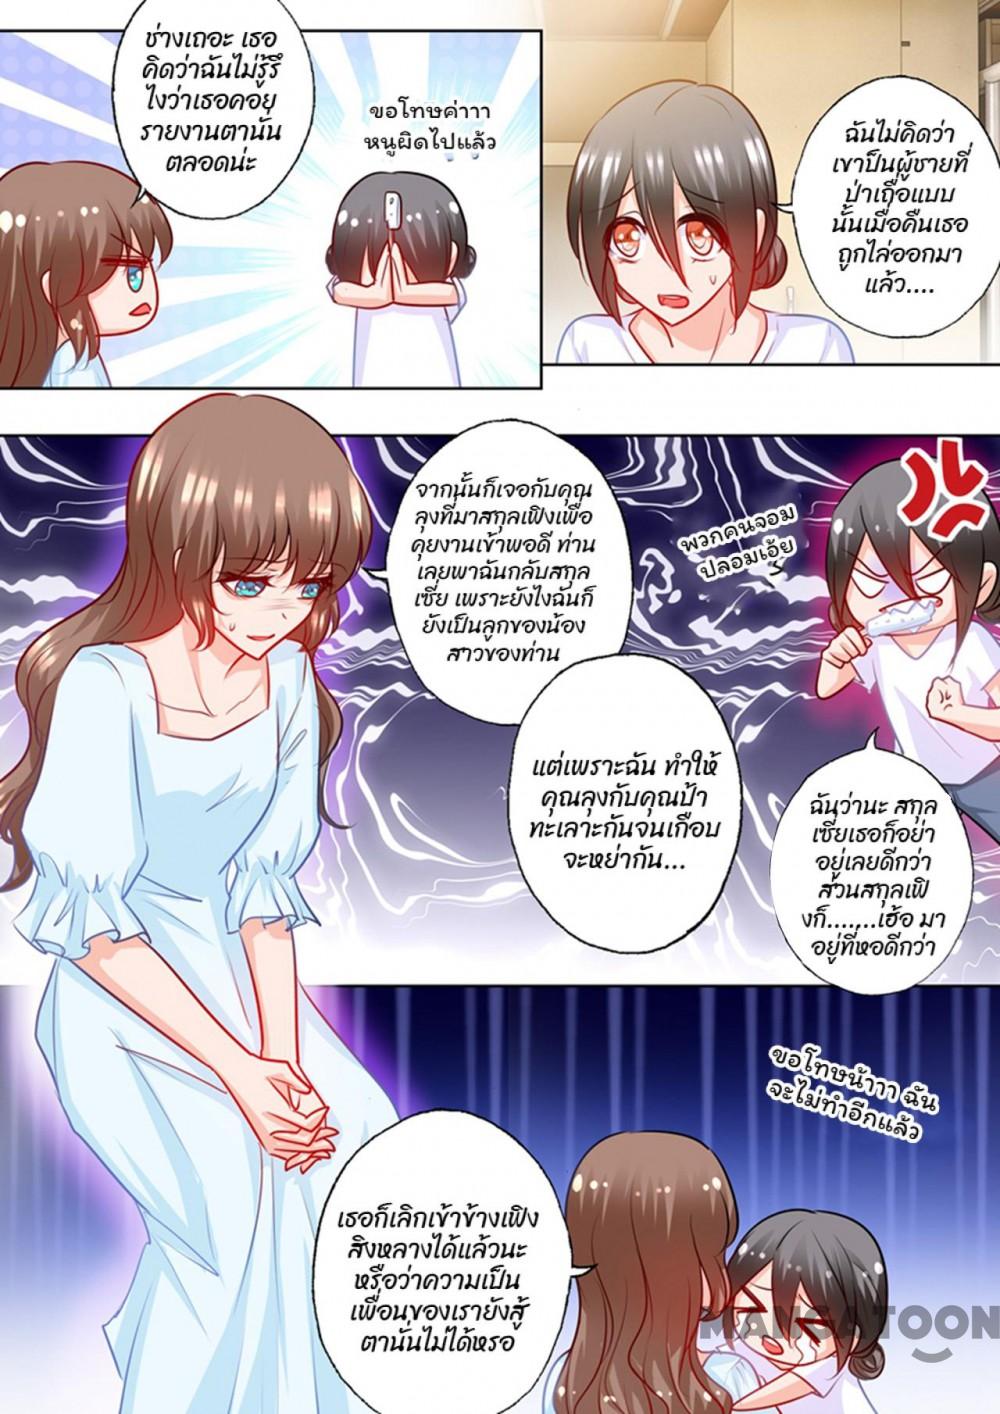 ช่างเถอะ เธอ
คิดว่าฉันไม่รู้รึ
ไงว่าเธอคอย
รายงานตานั่น
ตลอดน่ะ
ขอโทษค่าาา
หนูผิดไปแล้ว
ฉันไม่คิดว่า
เขาเป็นผู้ชายที่
ป่าเถื่อแบบ
นั้นเมื่อคืนเธอ
ถูกไล่ออกมา
แล้ว....
จากนั้นก็เจอกับคุณ
ลุงที่มาสกุลเฟิงเพื่อ
คุยงานเข้าพอดี ท่าน
เลยพาฉันกลับสกุล
เซี่ย เพราะยังไงฉันก็
ยังเป็นลูกของน้อง
สาวของท่าน
พวกคนจอม
ปลอมเอ้ย
แต่เพราะฉัน ทำให้
คุณลุงกับคุณป้า
ทะเลาะกันจนเกือบ
จะหย่ากัน...
ฉันว่านะ สกุล
เซี่ยเธอก็อย่า
อยู่เลยดีกว่า
ส่วนสกุลเฟิ
งก็.......เฮ้อ มา
อยู่ที่หอดีกว่า
ขอโทษน้าาา ฉัน
จะไม่ทำอีกแล้ว
เธอก็เลิกเข้าข้างเฟิง
สิงหลางได้แล้วนะ
หรือว่าความเป็น
เพื่อนของเรายังสู้
ตานั่นไม่ได้หรอ
MANGATOON